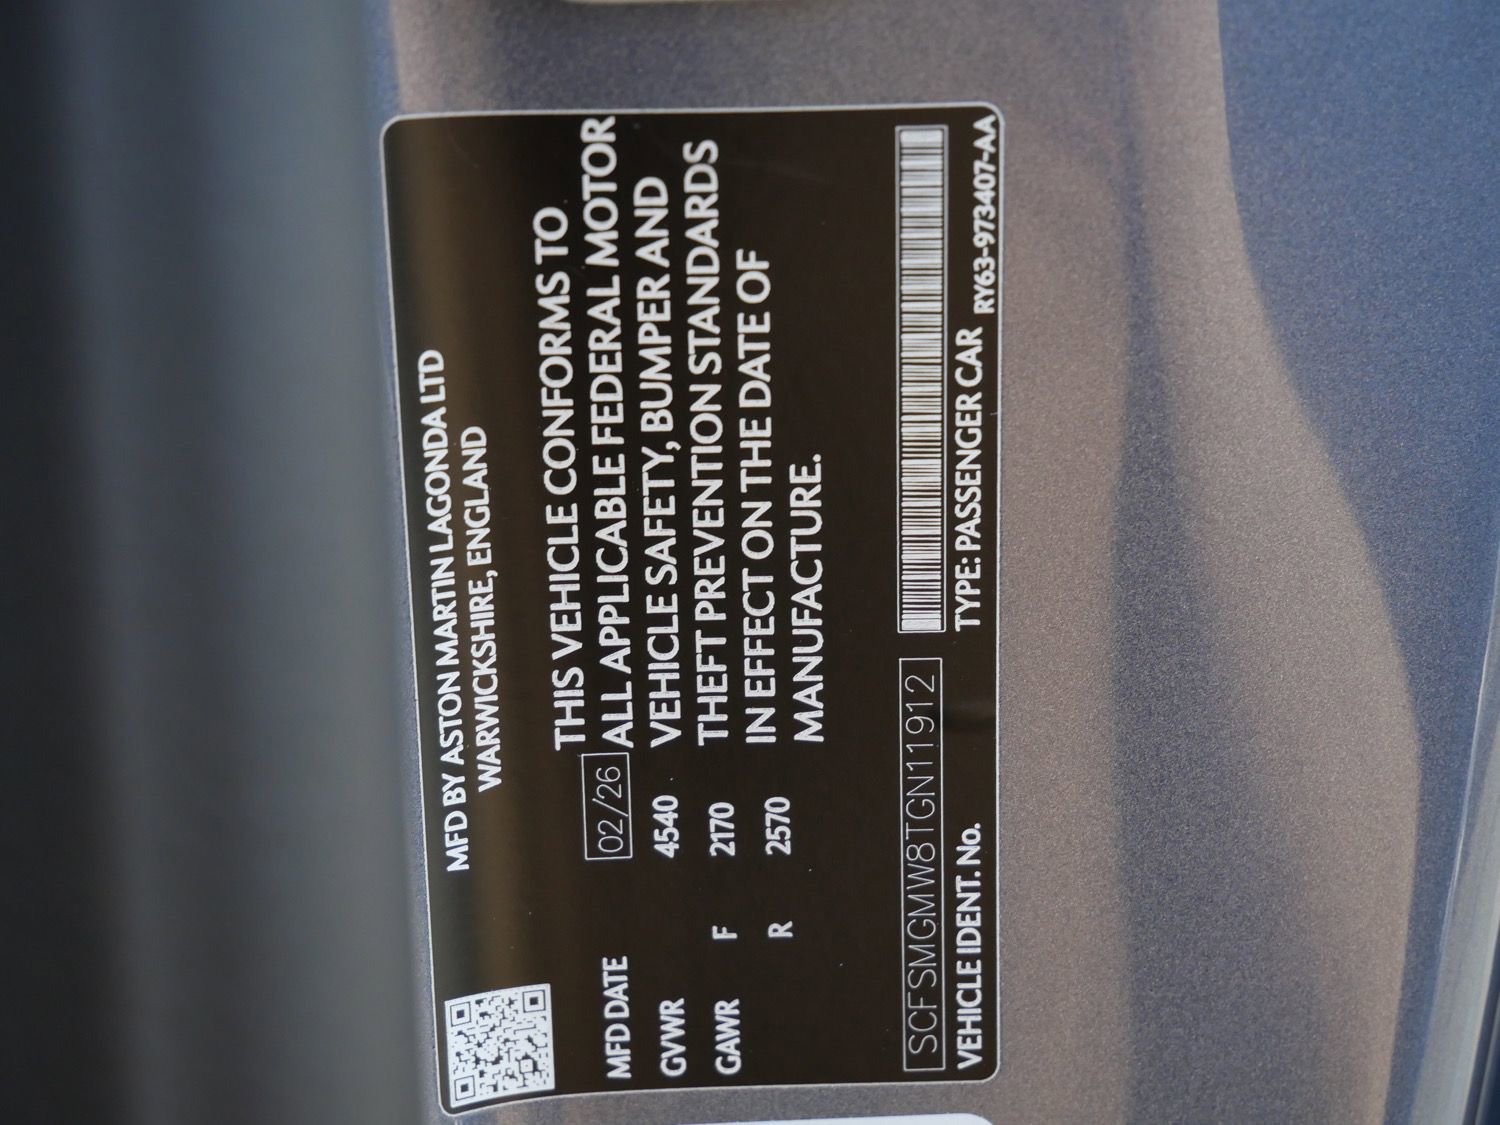 MFD BY ASTON MARTIN LAGONDA LTD
WARWICKSHIRE, ENGLAND
MFD DATE 02/26
GVWR 4540
GAWR F 2170
R 2570
THIS VEHICLE CONFORMS TO
ALL APPLICABLE FEDERAL MOTOR
VEHICLE SAFETY, BUMPER AND
THEFT PREVENTION STANDARDS
IN EFFECT ON THE DATE OF
MANUFACTURE.
SCFSMGMW8TGN11912
VEHICLE IDENT. No. TYPE: PASSENGER CAR RY63-973407-AA